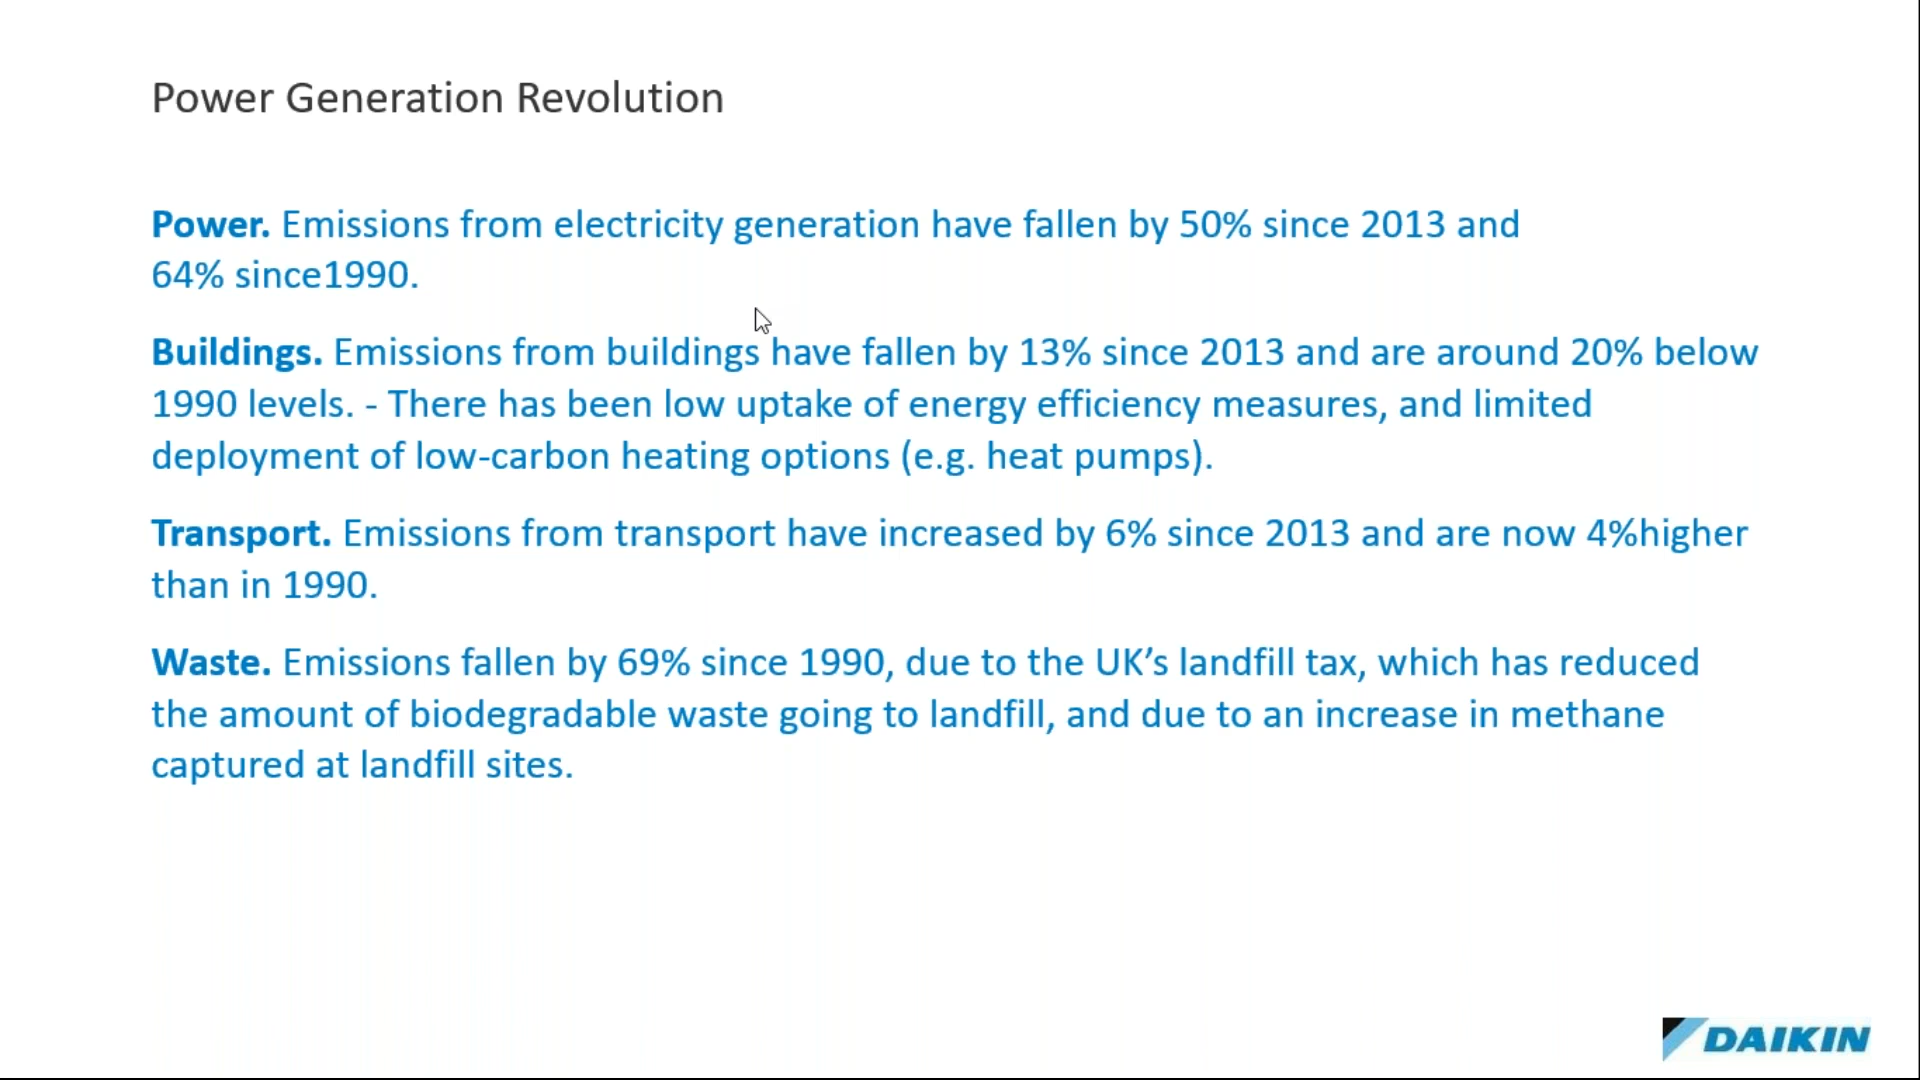 Power Generation Revolution
Power. Emissions from electricity generation have fallen by 50% since 2013 and
64% since1990.
Buildings. Emissions from buildings have fallen by 13% since 2013 and are around 20% below
1990 levels. - There has been low uptake of energy efficiency measures, and limited
deployment of low-carbon heating options (e.g. heat pumps).
Transport. Emissions from transport have increased by 6% since 2013 and are now 4%higher
than in 1990.
Waste. Emissions fallen by 69% since 1990, due to the UK’s landfill tax, which has reduced
the amount of biodegradable waste going to landfill, and due to an increase in methane
captured at landfill sites.
DAIKIN